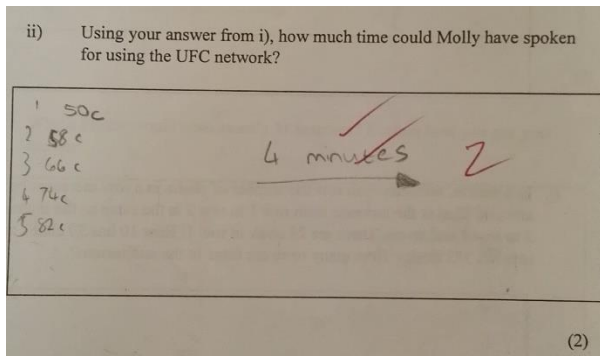 ii) Using your answer from i), how much time could Molly have spoken
for using the UFC network?
1 50c
2 58c
3 66c
4 74c
5 82c
4 minutes 2
(2)